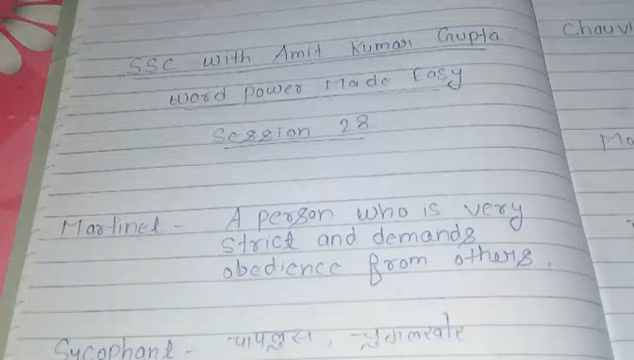 SSC with Amit Kumar Gupta
Word Power Made Easy
Session 28
Martinet - A person who is very
strict and demands
obedience from others.
Sycophant - चापलूस, चुगलखोर